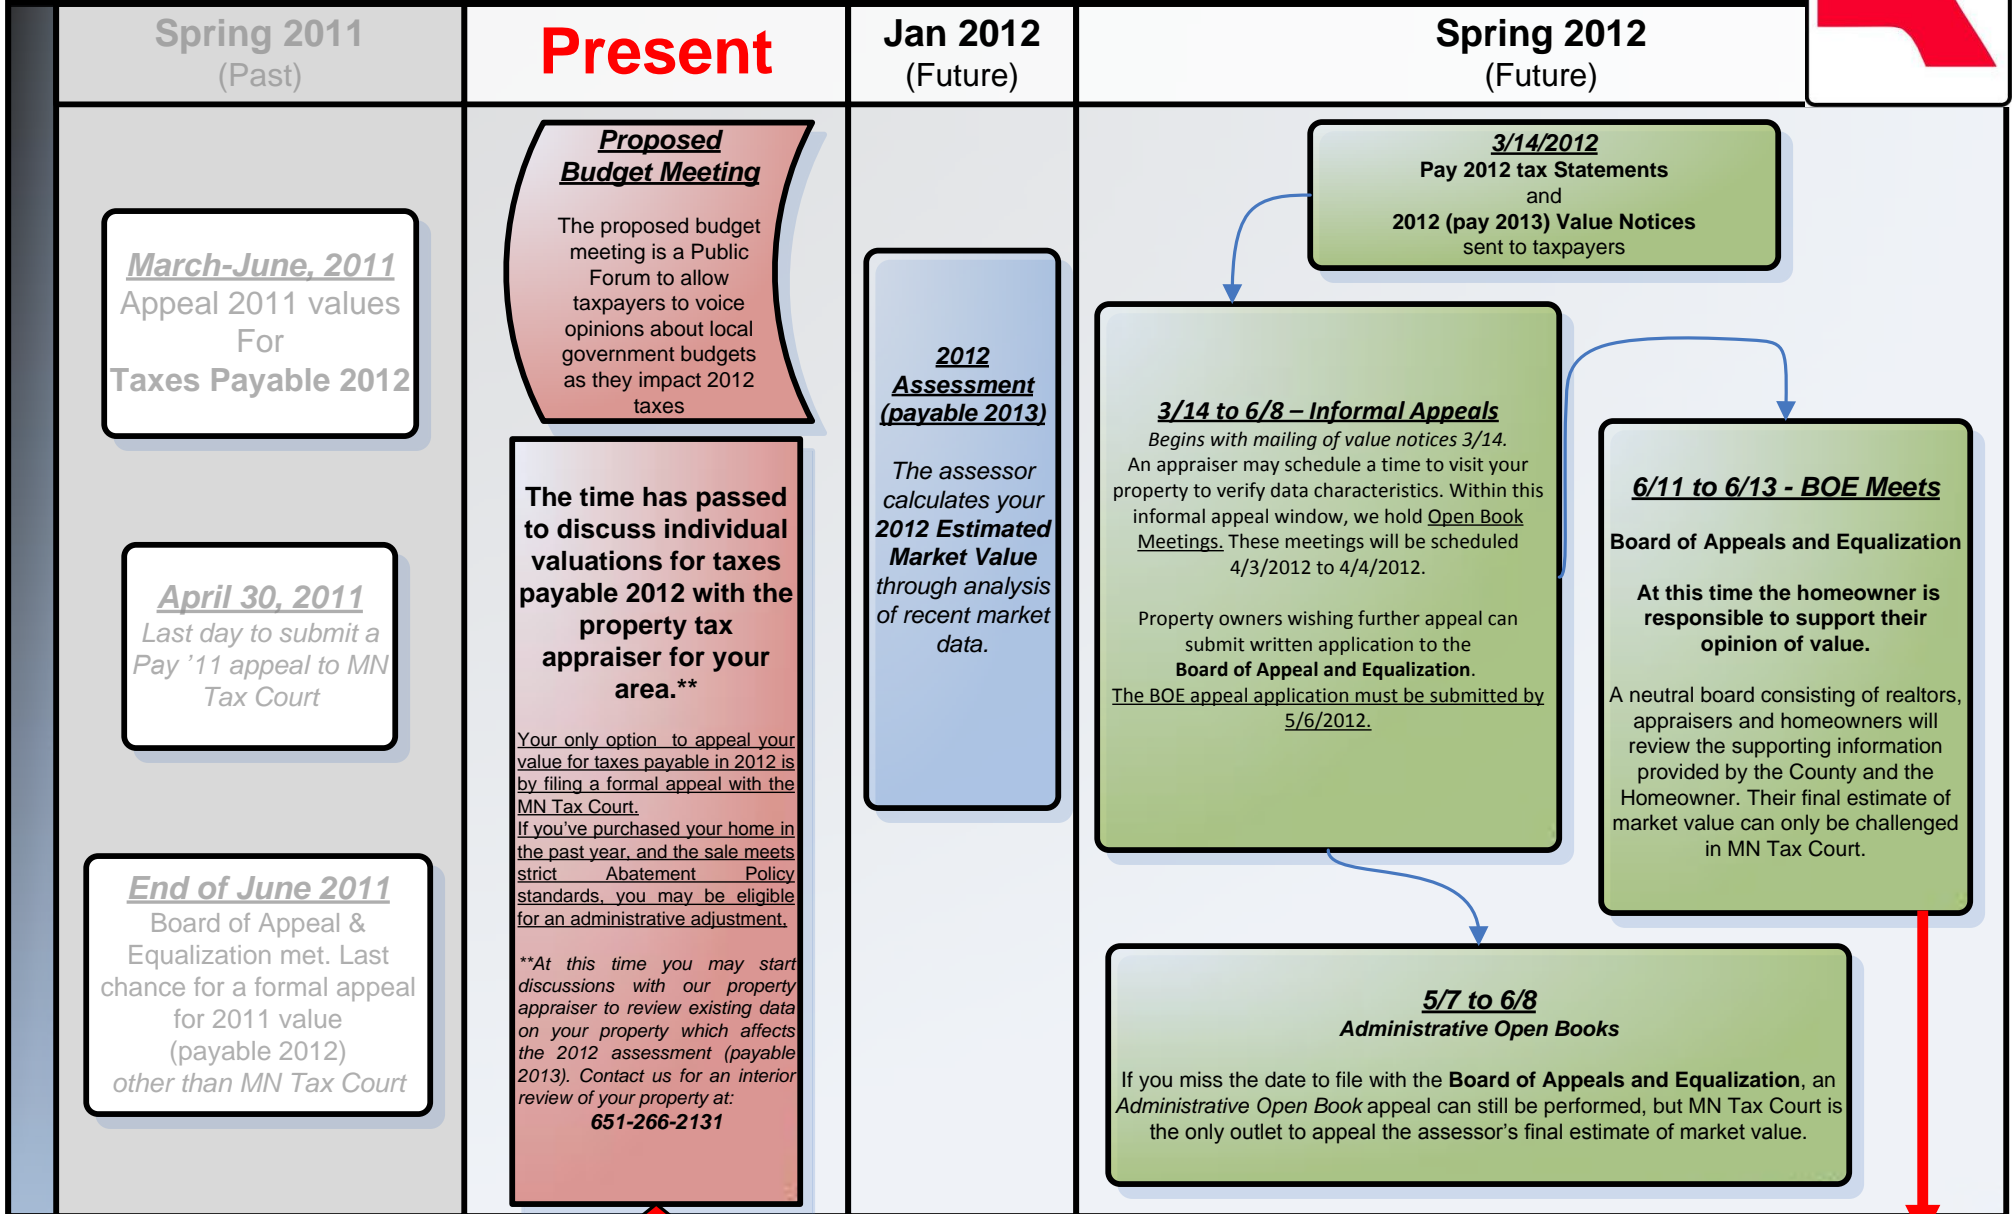 Spring 2011
(Past)
Present
Jan 2012
(Future)
Spring 2012
(Future)
March-June, 2011
Appeal 2011 values
For
Taxes Payable 2012
April 30, 2011
Last day to submit a
Pay ’11 appeal to MN
Tax Court
End of June 2011
Board of Appeal &
Equalization met. Last
chance for a formal appeal
for 2011 value
(payable 2012)
other than MN Tax Court
Proposed
Budget Meeting
The proposed budget
meeting is a Public
Forum to allow
taxpayers to voice
opinions about local
government budgets
as they impact 2012
taxes
The time has passed
to discuss individual
valuations for taxes
payable 2012 with the
property tax
appraiser for your
area.**
Your only option to appeal your
value for taxes payable in 2012 is
by filing a formal appeal with the
MN Tax Court.
If you’ve purchased your home in
the past year, and the sale meets
strict Abatement Policy
standards, you may be eligible
for an administrative adjustment.
**At this time you may start
discussions with our property
appraiser to review existing data
on your property which affects
the 2012 assessment (payable
2013). Contact us for an interior
review of your property at:
651-266-2131
2012
Assessment
(payable 2013)
The assessor
calculates your
2012 Estimated
Market Value
through analysis
of recent market
data.
3/14/2012
Pay 2012 tax Statements
and
2012 (pay 2013) Value Notices
sent to taxpayers
3/14 to 6/8 – Informal Appeals
Begins with mailing of value notices 3/14.
An appraiser may schedule a time to visit your
property to verify data characteristics. Within this
informal appeal window, we hold Open Book
Meetings. These meetings will be scheduled
4/3/2012 to 4/4/2012.
Property owners wishing further appeal can
submit written application to the
Board of Appeal and Equalization.
The BOE appeal application must be submitted by
5/6/2012.
6/11 to 6/13 - BOE Meets
Board of Appeals and Equalization
At this time the homeowner is
responsible to support their
opinion of value.
A neutral board consisting of realtors,
appraisers and homeowners will
review the supporting information
provided by the County and the
Homeowner. Their final estimate of
market value can only be challenged
in MN Tax Court.
5/7 to 6/8
Administrative Open Books
If you miss the date to file with the Board of Appeals and Equalization, an
Administrative Open Book appeal can still be performed, but MN Tax Court is
the only outlet to appeal the assessor’s final estimate of market value.